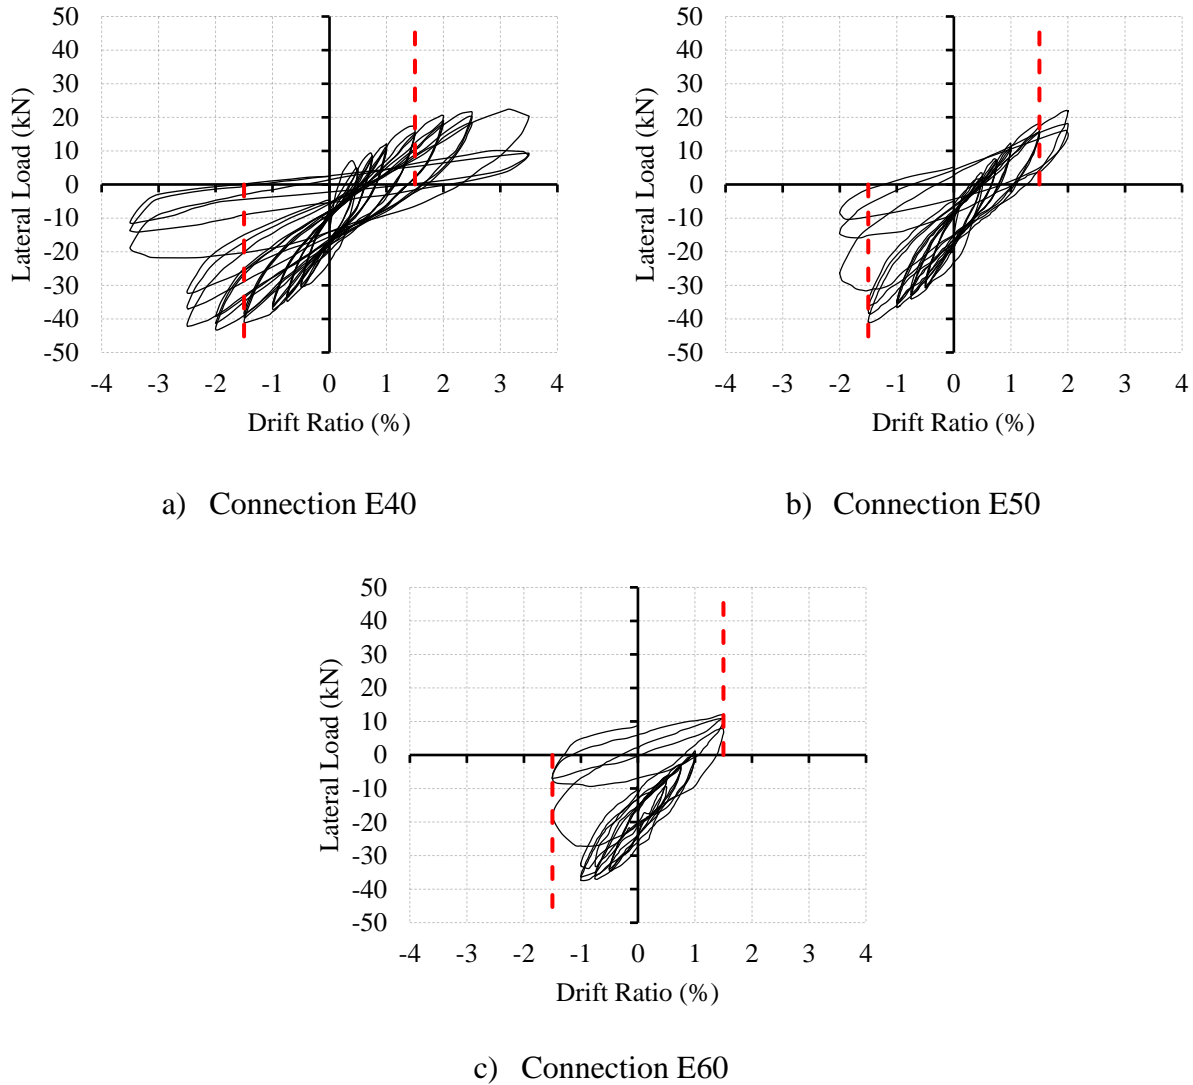 50
40
30
20
10
0
-10
-20
-30
-40
-50
Lateral Load (kN)
-4 -3 -2 -1 0 1 2 3 4
Drift Ratio (%)
a) Connection E40
50
40
30
20
10
0
-10
-20
-30
-40
-50
Lateral Load (kN)
-4 -3 -2 -1 0 1 2 3 4
Drift Ratio (%)
b) Connection E50
50
40
30
20
10
0
-10
-20
-30
-40
-50
Lateral Load (kN)
-4 -3 -2 -1 0 1 2 3 4
Drift Ratio (%)
c) Connection E60